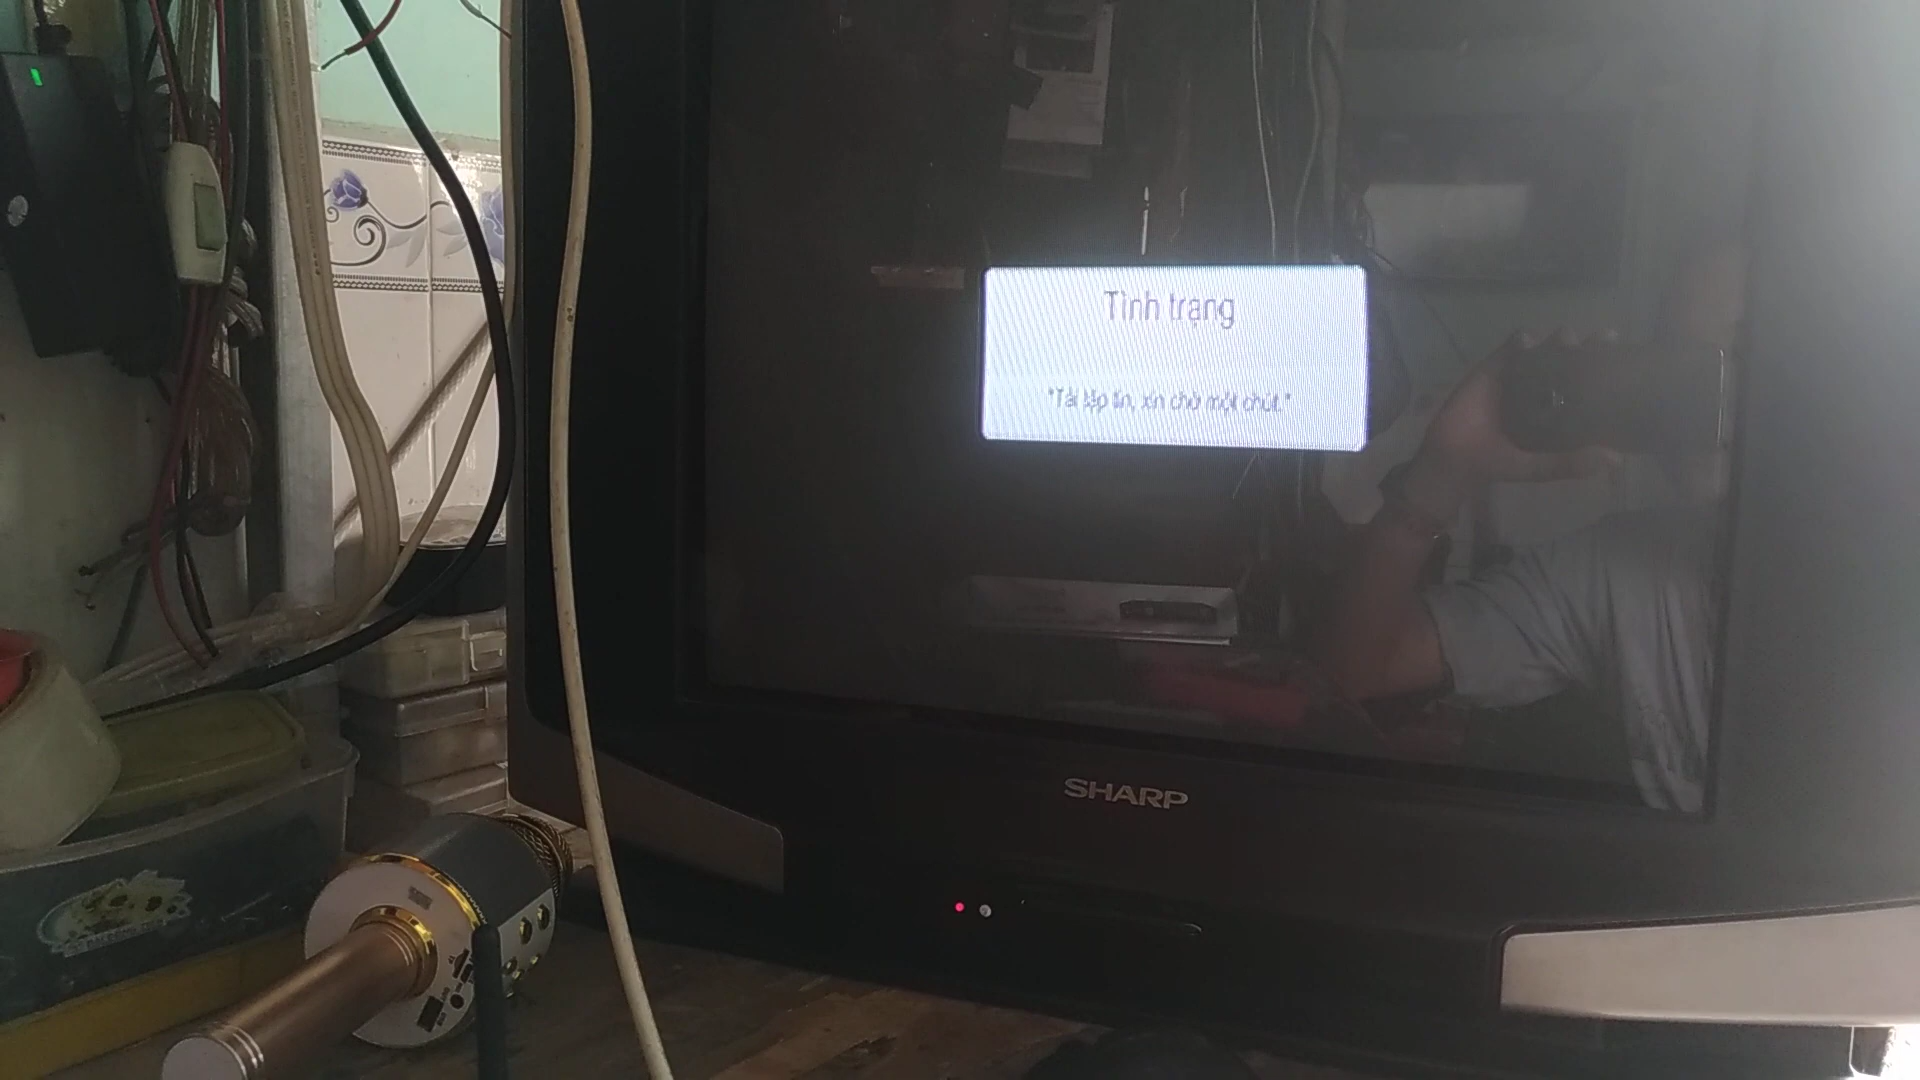 Tình trạng
"Tải tập tin, xin chờ một chút."
SHARP